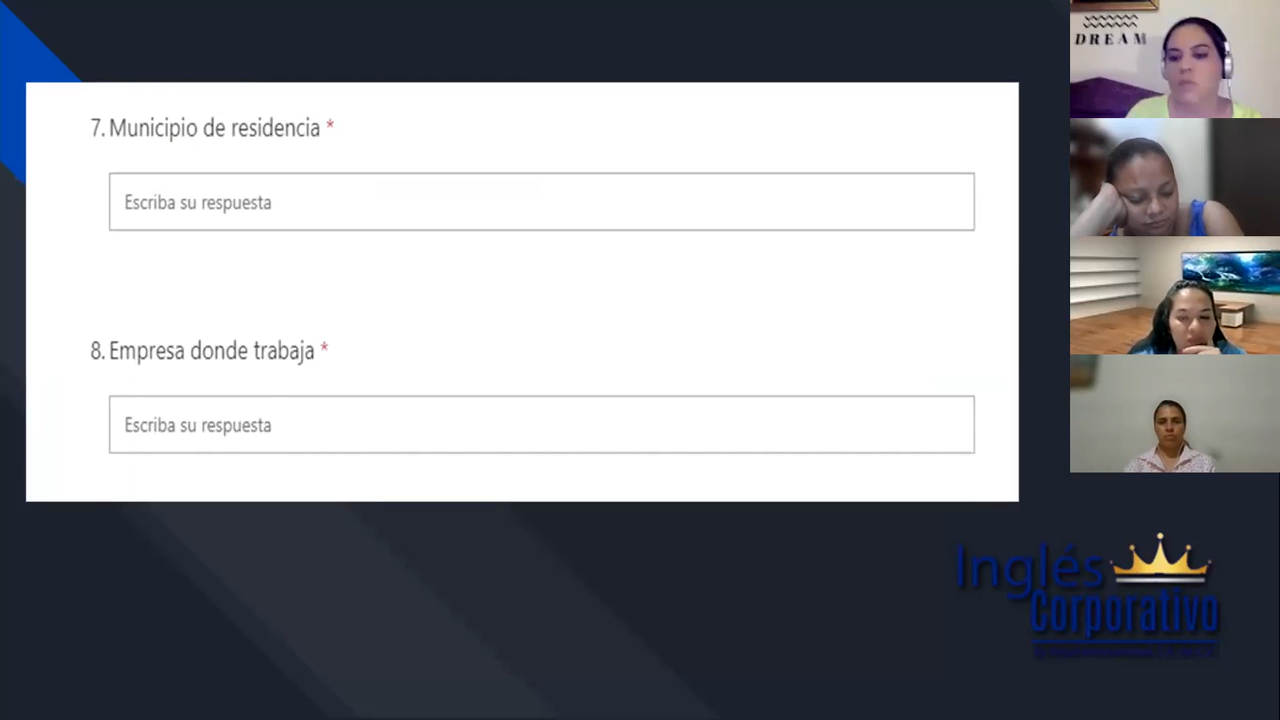 7. Municipio de residencia *
Escriba su respuesta
8. Empresa donde trabaja *
Escriba su respuesta
DREAM
Inglés
Corporativo